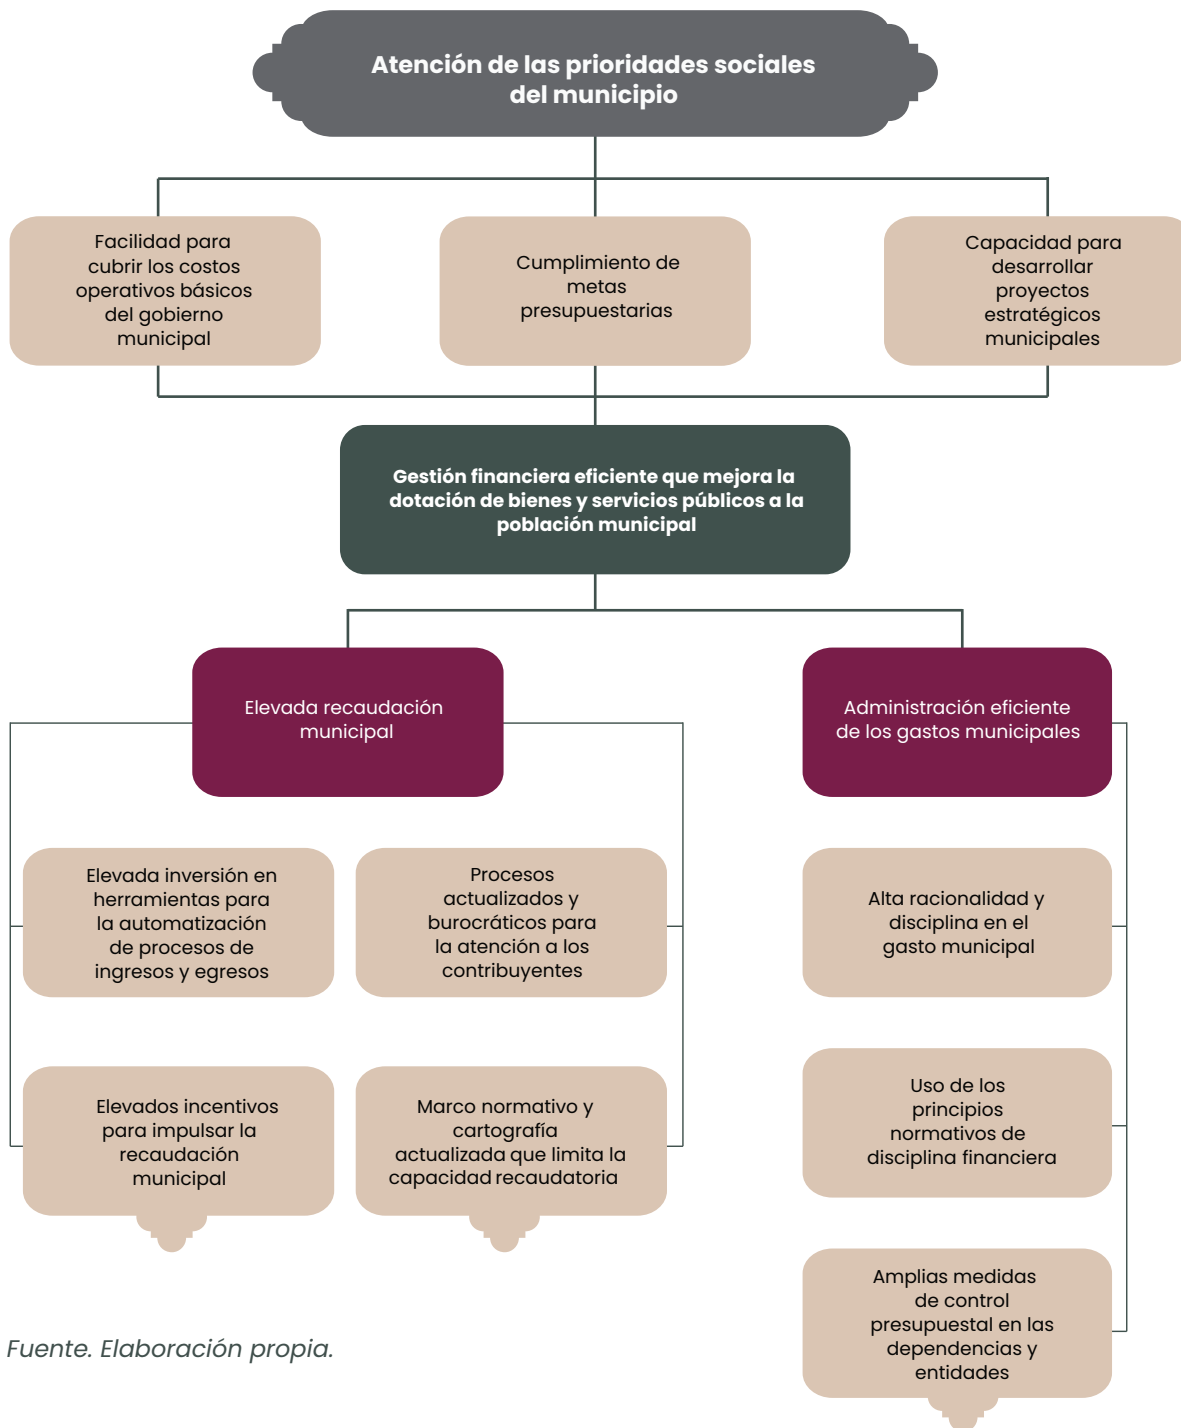 Atención de las prioridades sociales
del municipio
Facilidad para
cubrir los costos
operativos básicos
del gobierno
municipal
Cumplimiento de
metas
presupuestarias
Capacidad para
desarrollar
proyectos
estratégicos
municipales
Gestión financiera eficiente que mejora la
dotación de bienes y servicios públicos a la
población municipal
Elevada recaudación
municipal
Administración eficiente
de los gastos municipales
Elevada inversión en
herramientas para
la automatización
de procesos de
ingresos y egresos
Procesos
actualizados y
burocráticos para
la atención a los
contribuyentes
Alta racionalidad y
disciplina en el
gasto municipal
Elevados incentivos
para impulsar la
recaudación
municipal
Marco normativo y
cartografía
actualizada que limita la
capacidad recaudatoria
Uso de los
principios
normativos de
disciplina financiera
Amplias medidas
de control
presupuestal en las
dependencias y
entidades
Fuente. Elaboración propia.